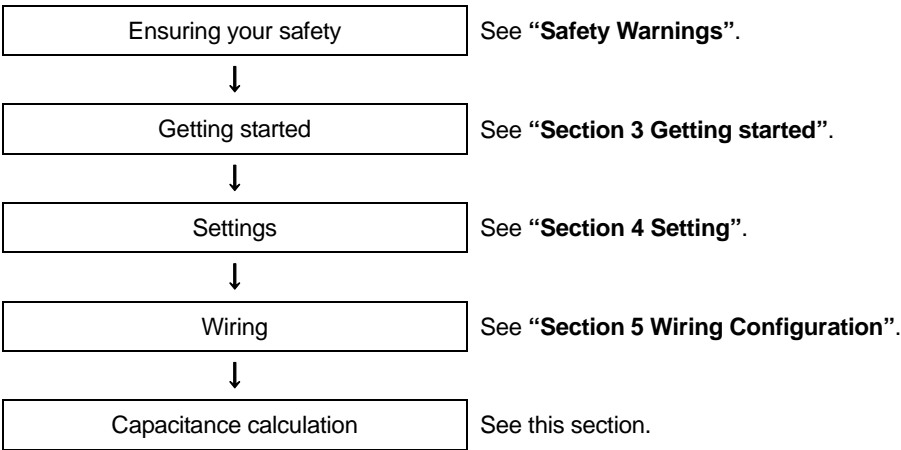 Ensuring your safety See “Safety Warnings”.
↓
Getting started See “Section 3 Getting started”.
↓
Settings See “Section 4 Setting”.
↓
Wiring See “Section 5 Wiring Configuration”.
↓
Capacitance calculation See this section.